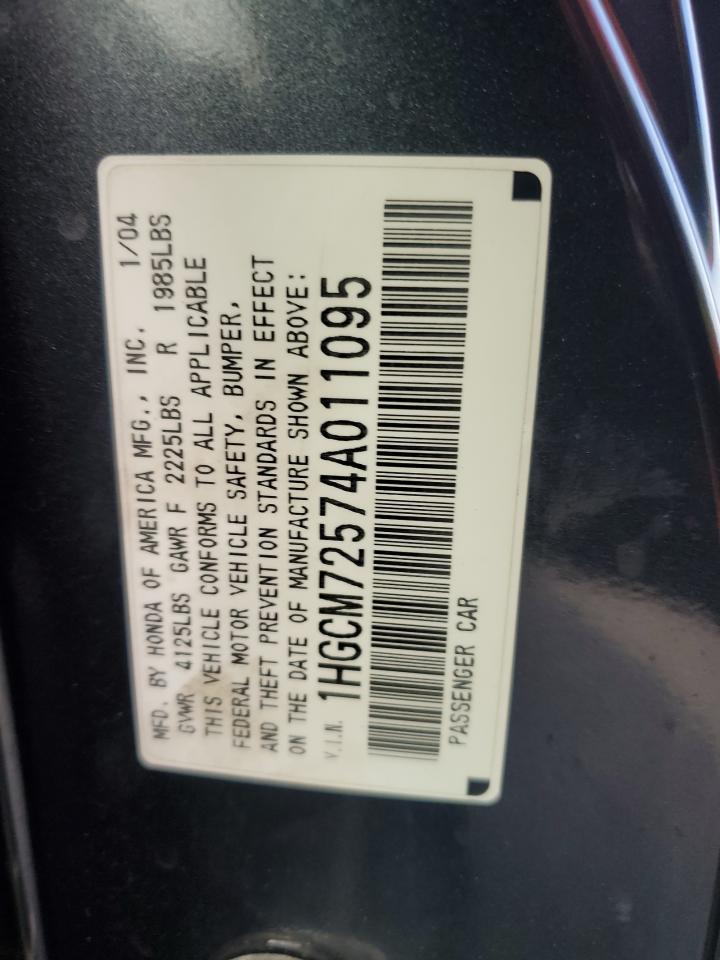 MFD. BY HONDA OF AMERICA MFG., INC. 1/04
GVWR 4125LBS GAWR F 2225LBS R 1985LBS
THIS VEHICLE CONFORMS TO ALL APPLICABLE
FEDERAL MOTOR VEHICLE SAFETY, BUMPER,
AND THEFT PREVENTION STANDARDS IN EFFECT
ON THE DATE OF MANUFACTURE SHOWN ABOVE:
V.I.N. 1HGCM72574A011095
PASSENGER CAR